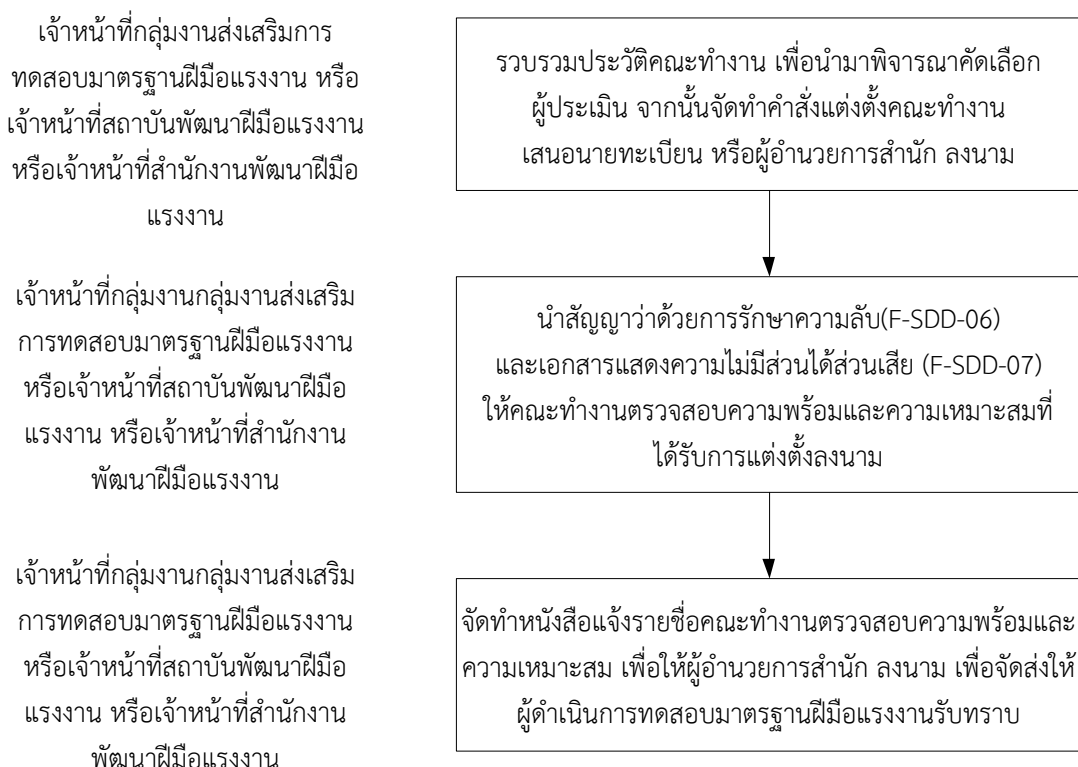 เจ้าหน้าที่กลุ่มงานส่งเสริมการ
ทดสอบมาตรฐานฝีมือแรงงาน หรือ
เจ้าหน้าที่สถาบันพัฒนาฝีมือแรงงาน
หรือเจ้าหน้าที่สำนักงานพัฒนาฝีมือ
แรงงาน
รวบรวมประวัติคณะทำงาน เพื่อนำมาพิจารณาคัดเลือก
ผู้ประเมิน จากนั้นจัดทำคำสั่งแต่งตั้งคณะทำงาน
เสนอนายทะเบียน หรือผู้อำนวยการสำนัก ลงนาม
เจ้าหน้าที่กลุ่มงานกลุ่มงานส่งเสริม
การทดสอบมาตรฐานฝีมือแรงงาน
หรือเจ้าหน้าที่สถาบันพัฒนาฝีมือ
แรงงาน หรือเจ้าหน้าที่สำนักงาน
พัฒนาฝีมือแรงงาน
นำสัญญาว่าด้วยการรักษาความลับ(F-SDD-06)
และเอกสารแสดงความไม่มีส่วนได้ส่วนเสีย (F-SDD-07)
ให้คณะทำงานตรวจสอบความพร้อมและความเหมาะสมที่
ได้รับการแต่งตั้งลงนาม
เจ้าหน้าที่กลุ่มงานกลุ่มงานส่งเสริม
การทดสอบมาตรฐานฝีมือแรงงาน
หรือเจ้าหน้าที่สถาบันพัฒนาฝีมือ
แรงงาน หรือเจ้าหน้าที่สำนักงาน
พัฒนาฝีมือแรงงาน
จัดทำหนังสือแจ้งรายชื่อคณะทำงานตรวจสอบความพร้อมและ
ความเหมาะสม เพื่อให้ผู้อำนวยการสำนัก ลงนาม เพื่อจัดส่งให้
ผู้ดำเนินการทดสอบมาตรฐานฝีมือแรงงานรับทราบ